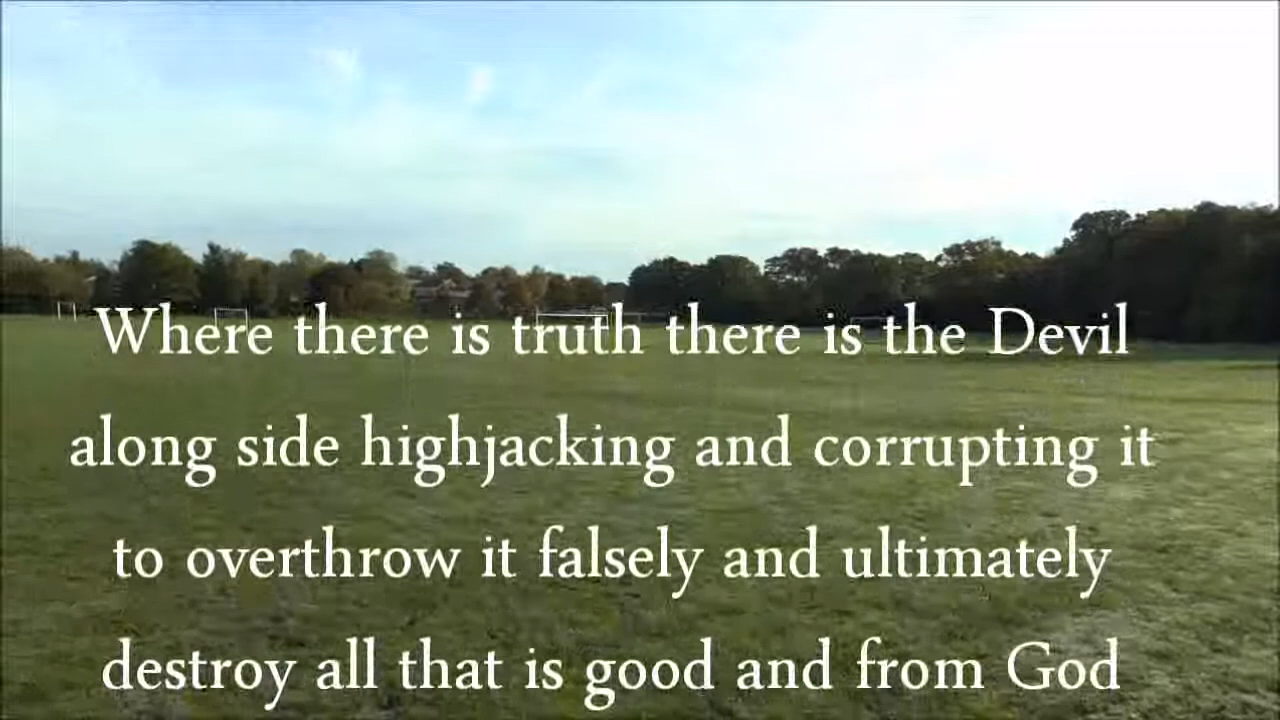 Where there is truth there is the Devil
along side highjacking and corrupting it
to overthrow it falsely and ultimately
destroy all that is good and from God